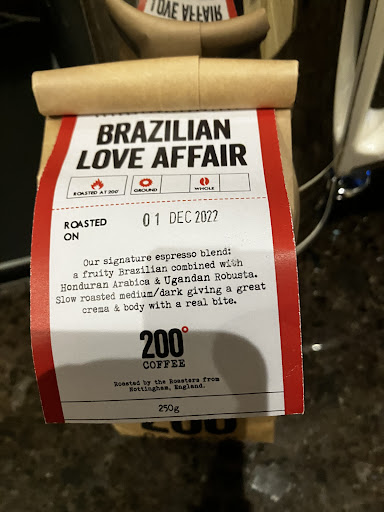 LOVE AFFAIR
BRAZILIAN
LOVE AFFAIR
ROASTED AT 200°
GROUND
WHOLE
ROASTED
ON
01 DEC 2022
Our signature espresso blend:
a fruity Brazilian combined with
Honduran Arabica & Ugandan Robusta.
Slow roasted medium/dark giving a great
crema & body with a real bite.
200°
COFFEE
Roasted by the Roasters from
Nottingham, England.
250g
200